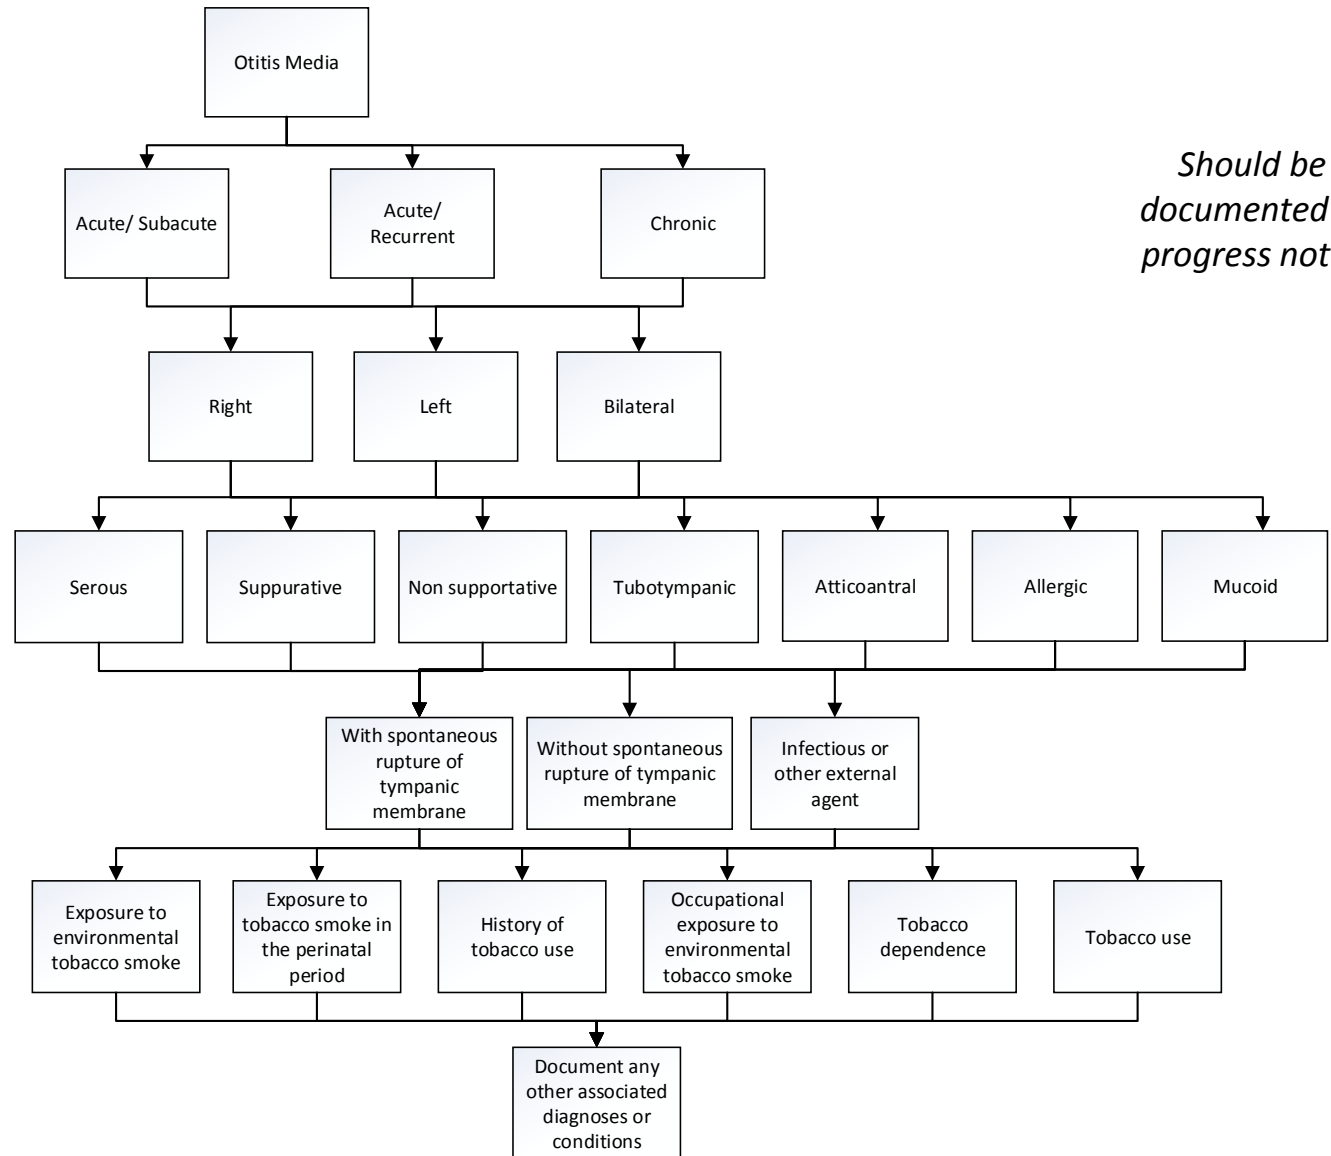 Otitis Media
Should be
documented
progress not
Acute/ Subacute
Acute/
Recurrent
Chronic
Right
Left
Bilateral
Serous
Suppurative
Non supportative
Tubotympanic
Atticoantral
Allergic
Mucoid
With spontaneous
rupture of
tympanic
membrane
Without spontaneous
rupture of tympanic
membrane
Infectious or
other external
agent
Exposure to
environmental
tobacco smoke
Exposure to
tobacco smoke in
the perinatal
period
History of
tobacco use
Occupational
exposure to
environmental
tobacco smoke
Tobacco
dependence
Tobacco use
Document any
other associated
diagnoses or
conditions